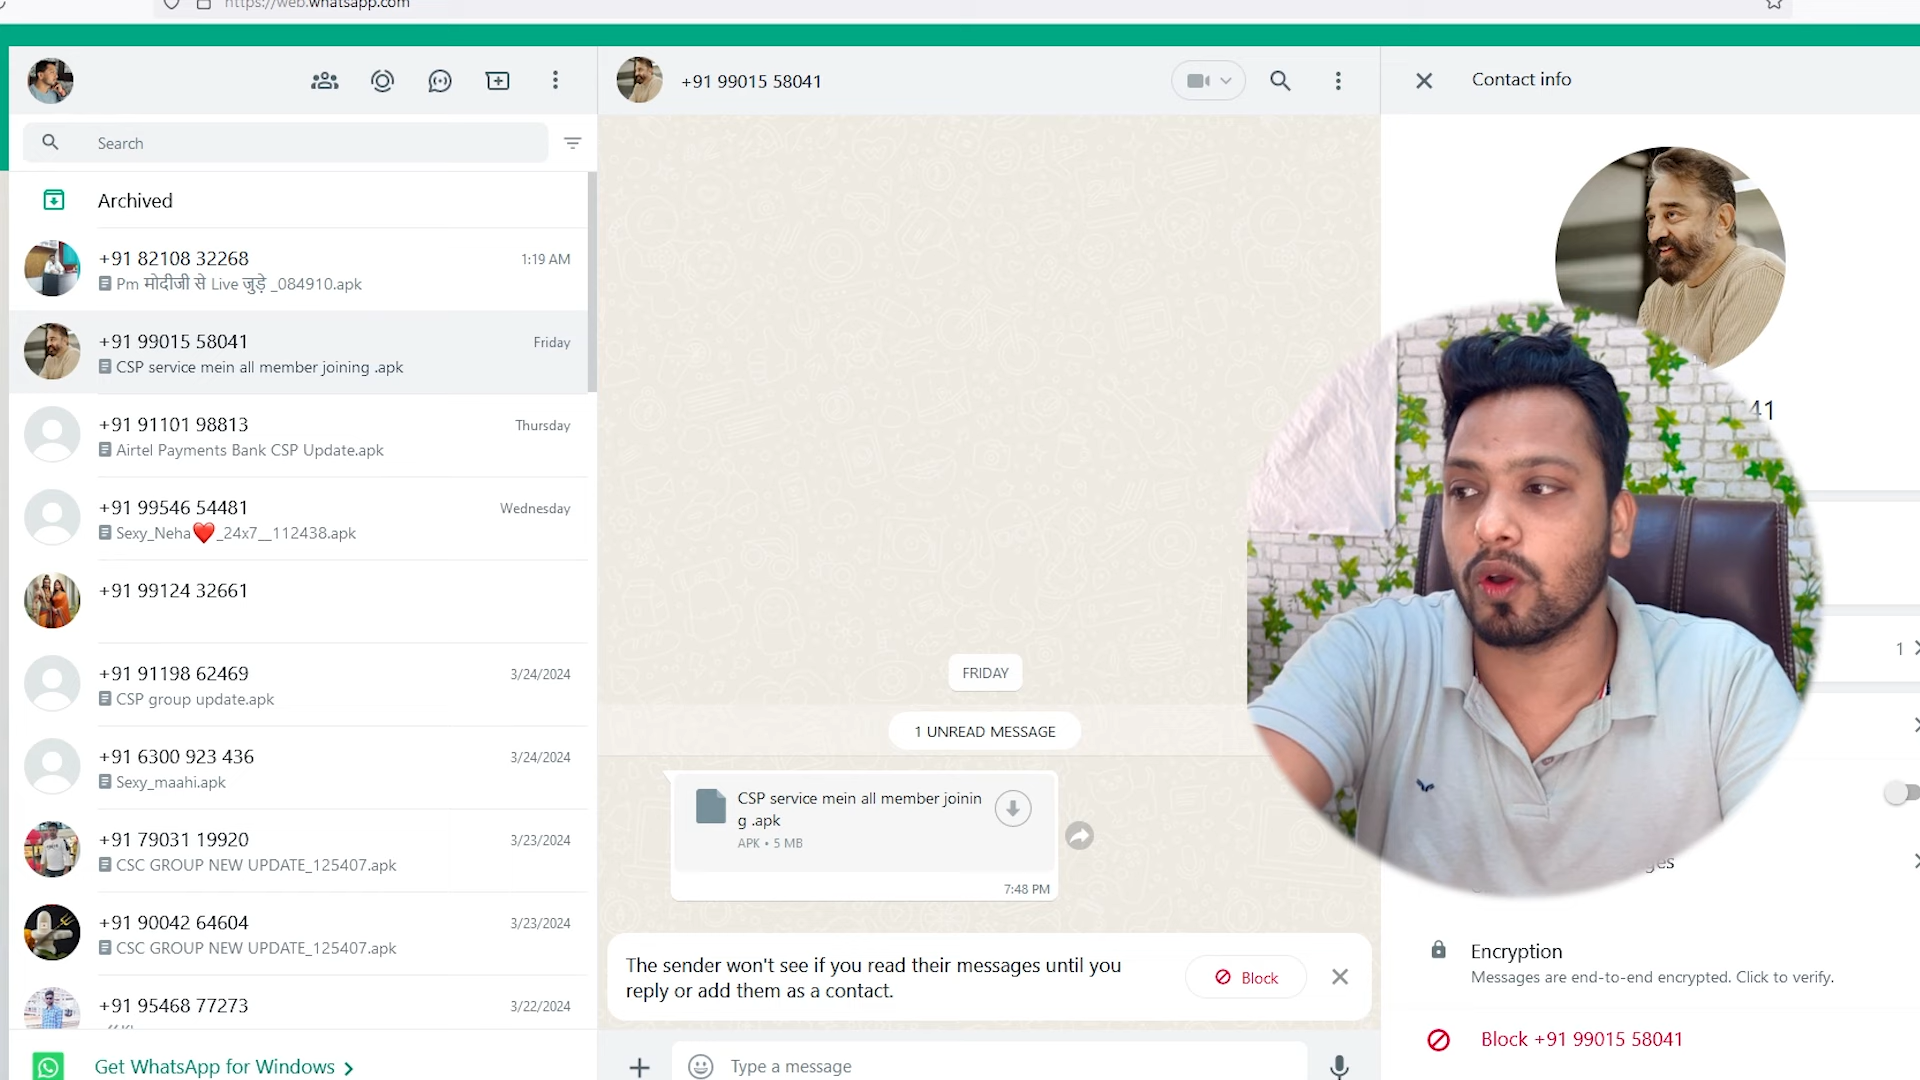 https://web.whatsapp.com
Search
Archived
+91 82108 32268
1:19 AM
Pm मोदीजी से Live जुड़े _084910.apk
+91 99015 58041
Friday
CSP service mein all member joining .apk
+91 91101 98813
Thursday
Airtel Payments Bank CSP Update.apk
+91 99546 54481
Wednesday
Sexy_Neha❤️_24x7__112438.apk
+91 99124 32661
+91 91198 62469
3/24/2024
CSP group update.apk
+91 6300 923 436
3/24/2024
Sexy_maahi.apk
+91 79031 19920
3/23/2024
CSC GROUP NEW UPDATE_125407.apk
+91 90042 64604
3/23/2024
CSC GROUP NEW UPDATE_125407.apk
+91 95468 77273
3/22/2024
Get WhatsApp for Windows
+91 99015 58041
FRIDAY
1 UNREAD MESSAGE
CSP service mein all member joinin
g .apk
APK • 5 MB
7:48 PM
The sender won't see if you read their messages until you
reply or add them as a contact.
Block
Type a message
Contact info
41
1
Encryption
Messages are end-to-end encrypted. Click to verify.
Block +91 99015 58041